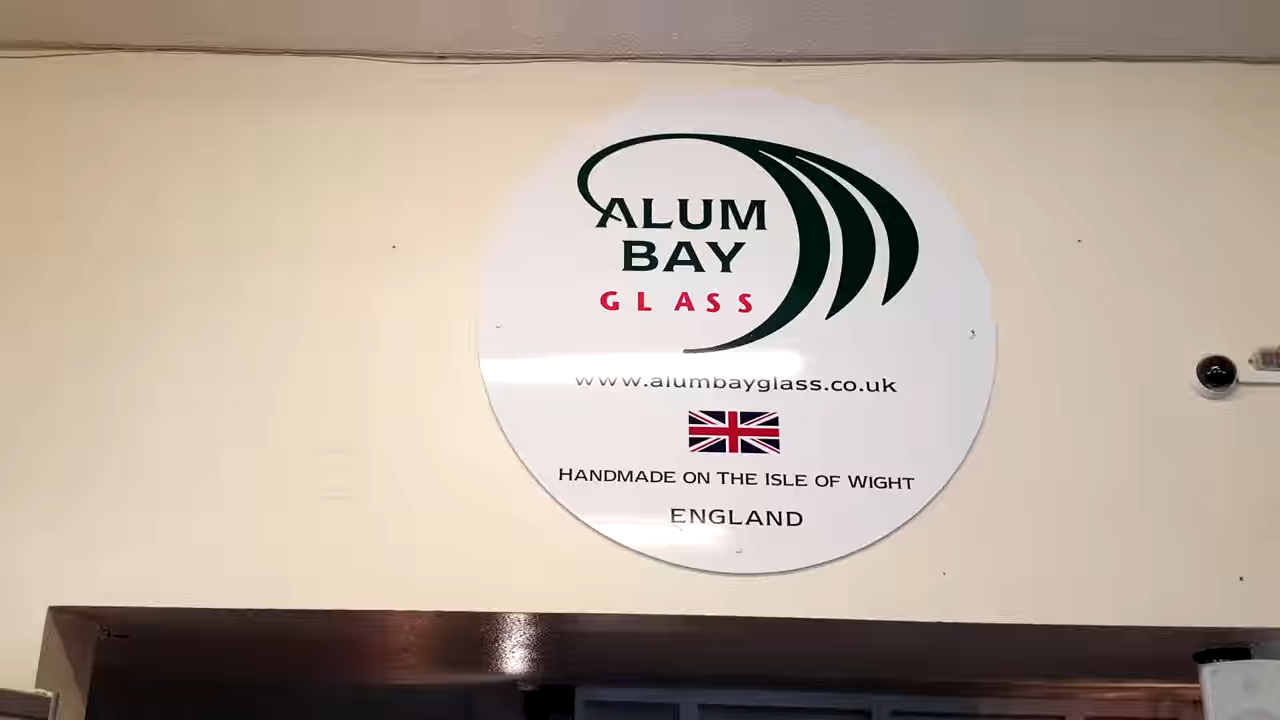 ALUM
BAY
GLASS
www.alumbayglass.co.uk
HANDMADE ON THE ISLE OF WIGHT
ENGLAND